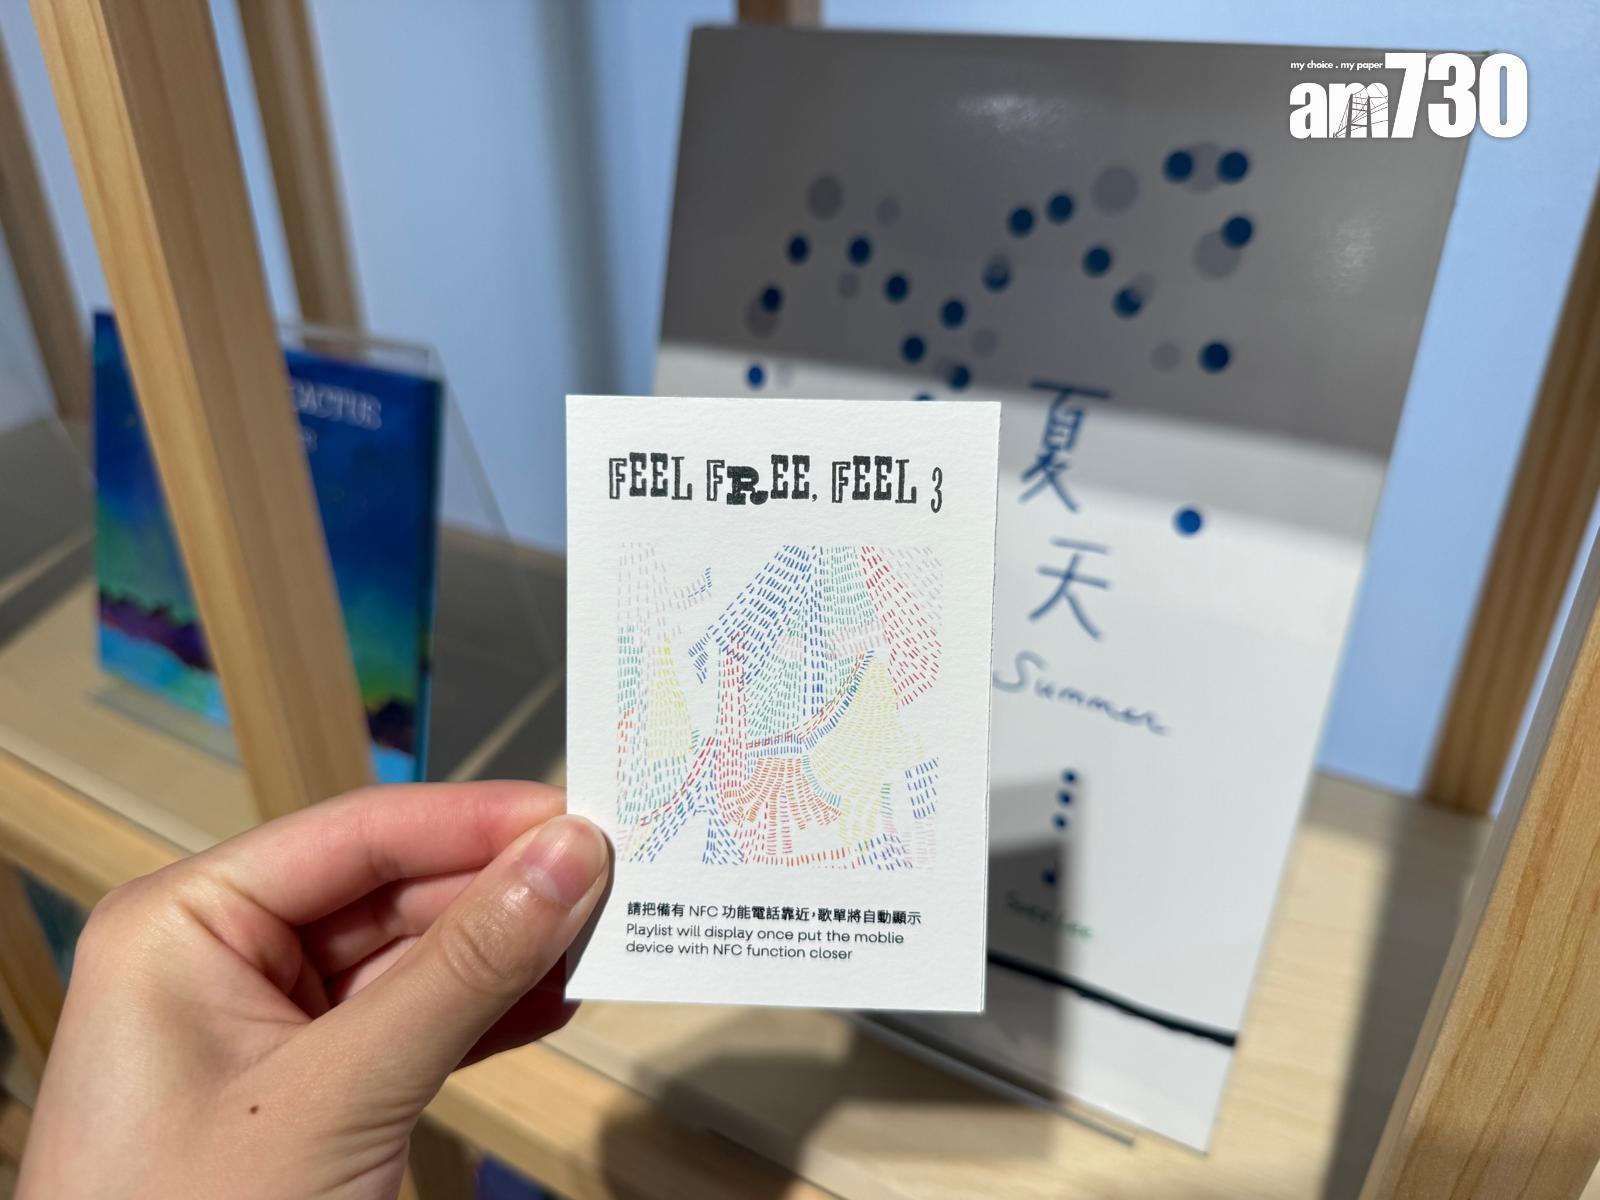 my choice . my paper
am730
CACTUS
夏天
Summer
FEEL FREE, FEEL 3
請把備有 NFC 功能電話靠近，歌單將自動顯示
Playlist will display once put the moblie
device with NFC function closer